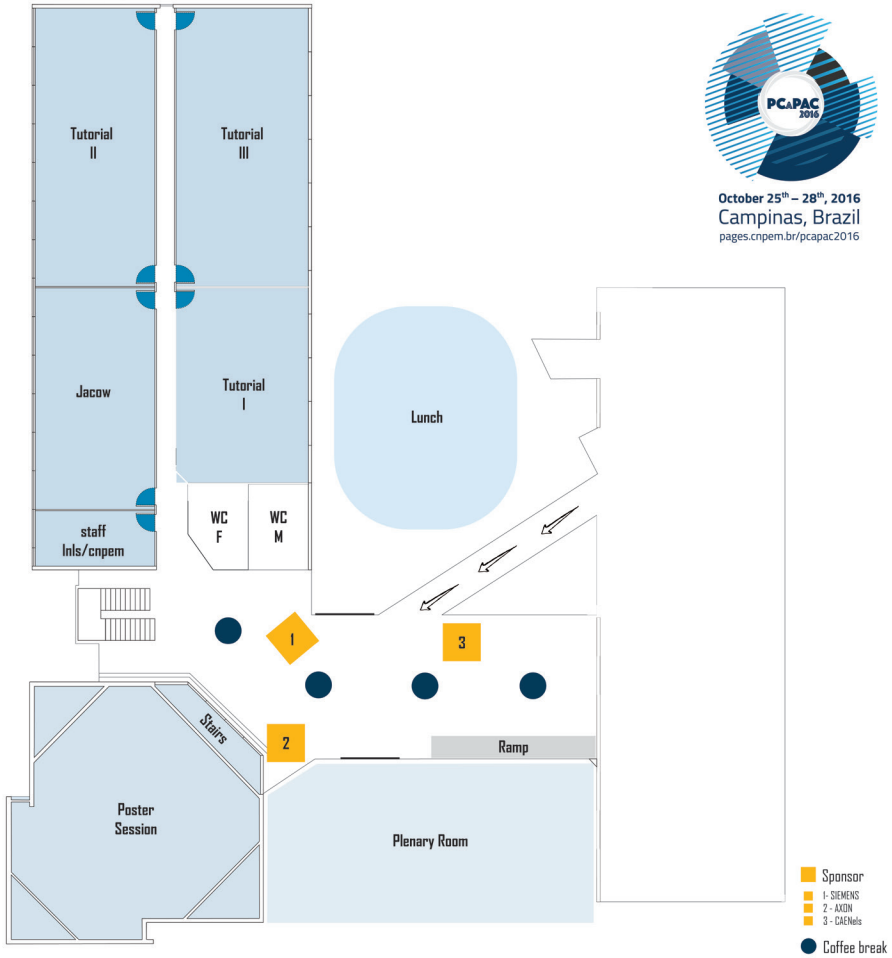 PCaPAC
2016
October 25th – 28th, 2016
Campinas, Brazil
pages.cnpem.br/pcapac2016
Tutorial
II
Tutorial
III
Jacow
Tutorial
I
Lunch
staff
lnls/cnpem
WC
F
WC
M
1
3
Stairs
2
Ramp
Poster
Session
Plenary Room
Sponsor
1- SIEMENS
2 - AXON
3 - CAENels
Coffee break